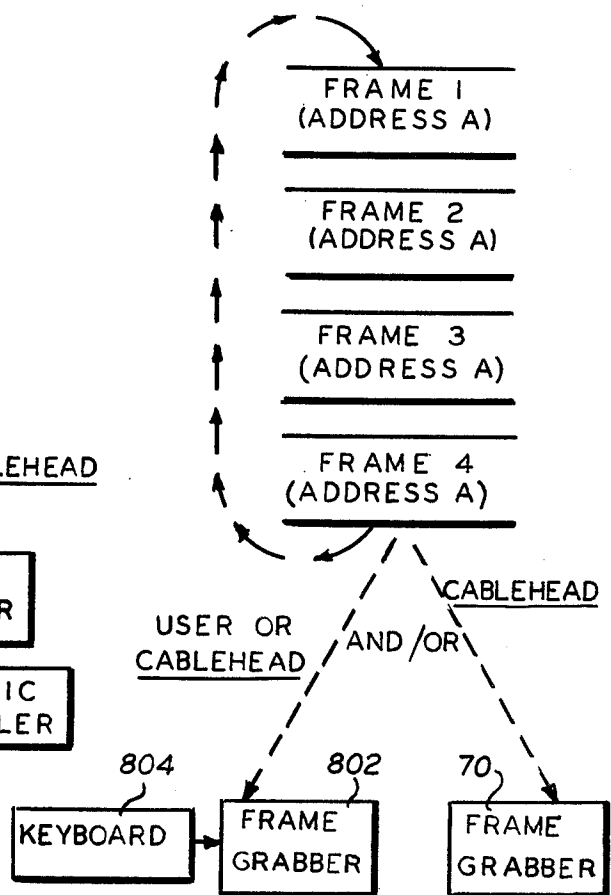 FRAME 1
(ADDRESS A)
FRAME 2
(ADDRESS A)
FRAME 3
(ADDRESS A)
FRAME 4
(ADDRESS A)
USER OR
CABLEHEAD
AND/OR
CABLEHEAD
804
KEYBOARD
802
FRAME
GRABBER
70
FRAME
GRABBER